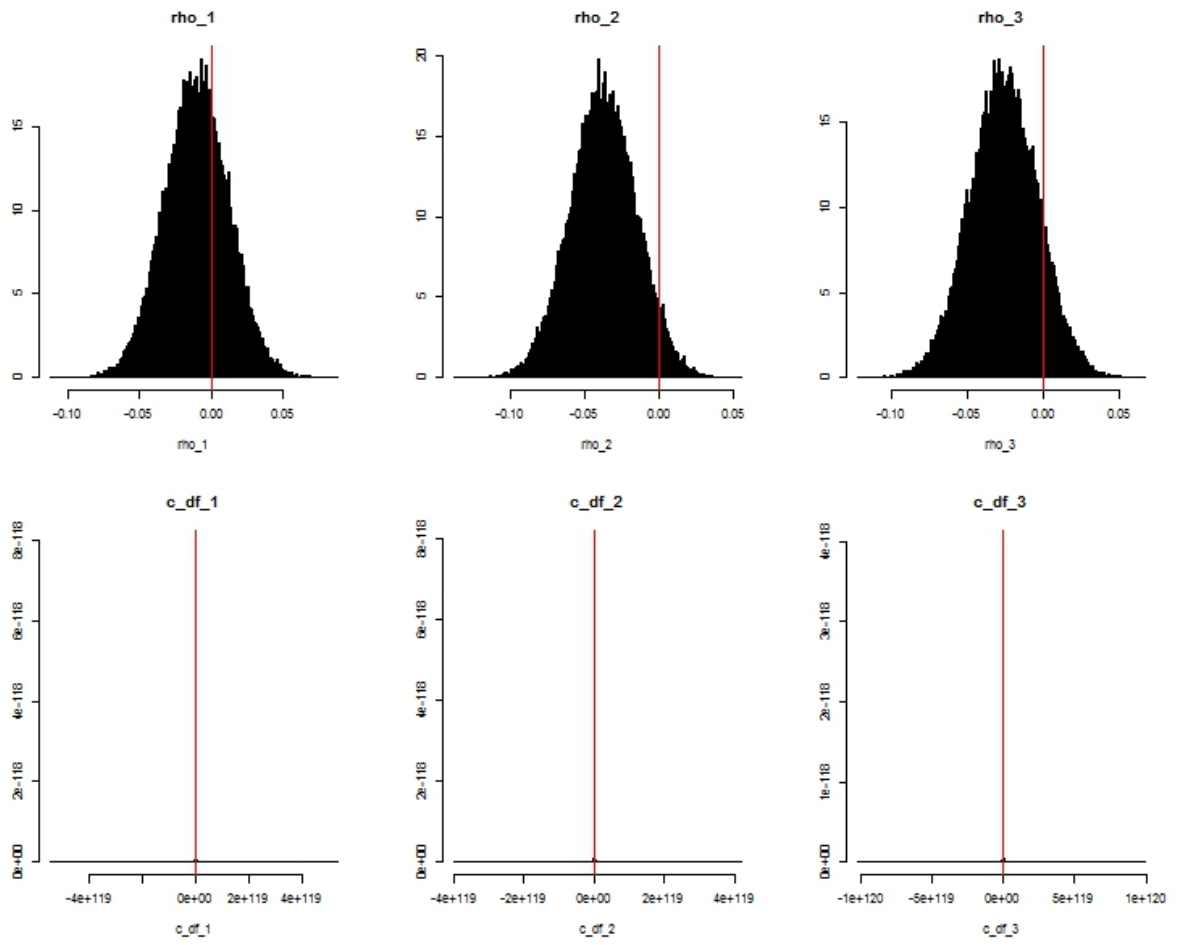 rho_1
rho_2
rho_3
15
10
5
0
20
15
10
5
0
15
10
5
0
-0.10 -0.05 0.00 0.05
-0.10 -0.05 0.00 0.05
-0.10 -0.05 0.00 0.05
rho_1
rho_2
rho_3
c_df_1
c_df_2
c_df_3
8e-118
6e-118
4e-118
2e-118
0e+00
8e-118
6e-118
4e-118
2e-118
0e+00
4e-118
3e-118
2e-118
1e-118
0e+00
-4e+119 0e+00 2e+119 4e+119
-4e+119 -2e+119 0e+00 2e+119 4e+119
-1e+120 -5e+119 0e+00 5e+119 1e+120
c_df_1
c_df_2
c_df_3